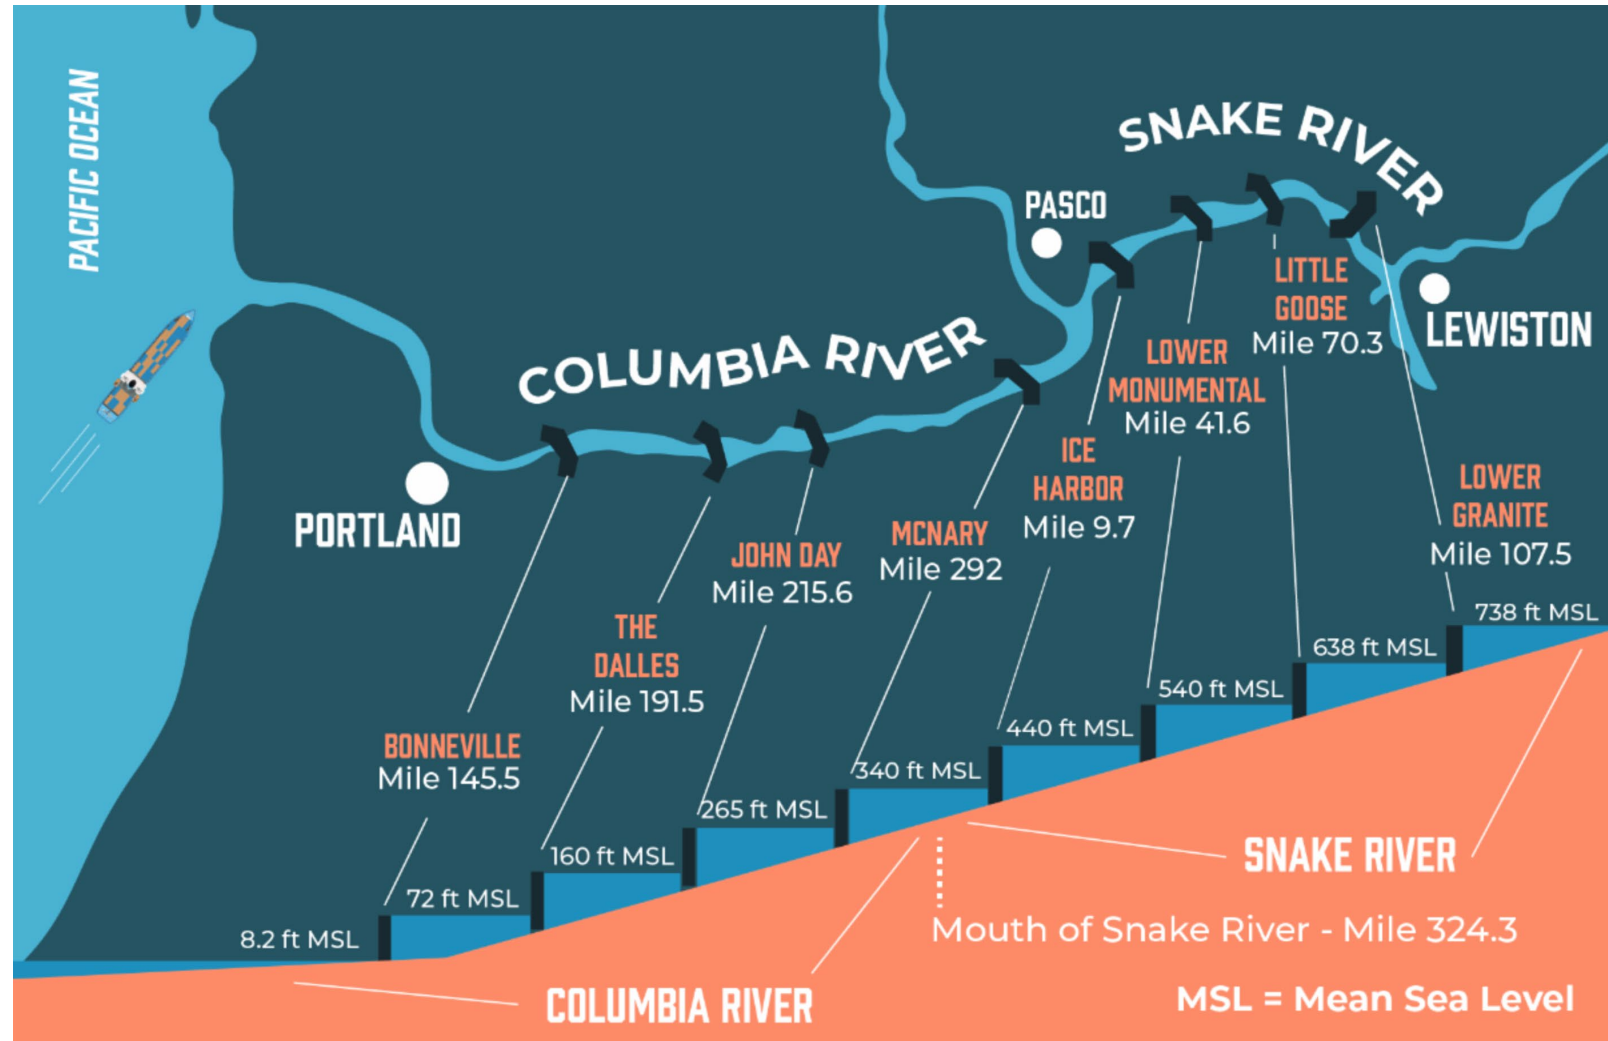 PACIFIC OCEAN
SNAKE RIVER
PASCO
LITTLE
GOOSE
Mile 70.3
LEWISTON
COLUMBIA RIVER
LOWER
MONUMENTAL
Mile 41.6
ICE
HARBOR
Mile 9.7
LOWER
GRANITE
Mile 107.5
PORTLAND
MCNARY
Mile 292
JOHN DAY
Mile 215.6
THE
DALLES
Mile 191.5
BONNEVILLE
Mile 145.5
738 ft MSL
638 ft MSL
540 ft MSL
440 ft MSL
340 ft MSL
265 ft MSL
160 ft MSL
72 ft MSL
8.2 ft MSL
SNAKE RIVER
Mouth of Snake River - Mile 324.3
COLUMBIA RIVER
MSL = Mean Sea Level